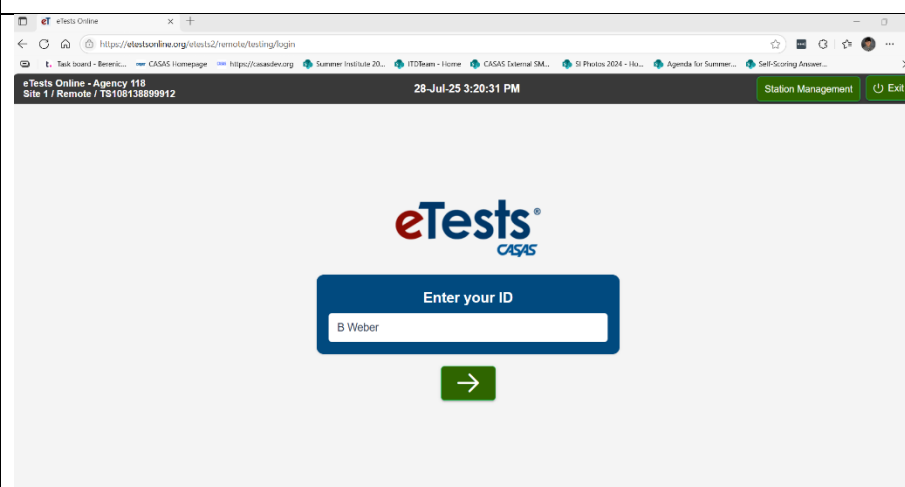 eT eTests Online
https://etestsonline.org/etests2/remote/testing/login
t. Task board - Berenic... CASAS Homepage https://casasdev.org Summer Institute 20... ITDTeam - Home CASAS External SM... SI Photos 2024 - Ho... Agenda for Summer... Self-Scoring Answer...
eTests Online - Agency 118
Site 1 / Remote / TS108138899912
28-Jul-25 3:20:31 PM
Station Management
Exit
eTests®
CASAS
Enter your ID
B Weber